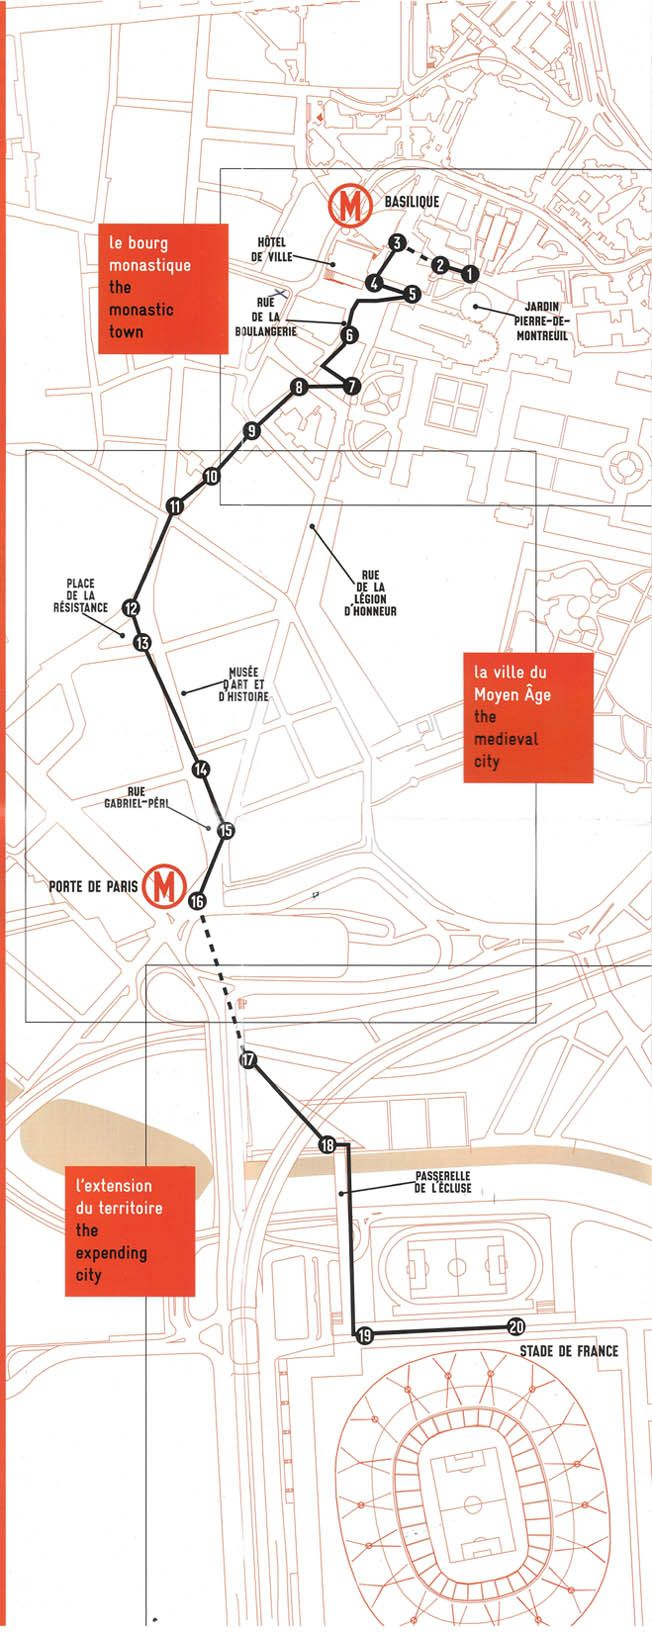 M BASILIQUE
3
HÔTEL
DE VILLE
2
1
4
5
le bourg
monastique
the
monastic
town
RUE
DE LA
BOULANGERIE
JARDIN
PIERRE-DE-
MONTREUIL
6
7
8
9
10
11
RUE
DE LA
LÉGION
D'HONNEUR
PLACE
DE LA
RÉSISTANCE
12
13
la ville du
Moyen Âge
the
medieval
city
MUSÉE
D'ART ET
D'HISTOIRE
14
RUE
GABRIEL-PÉRI
15
PORTE DE PARIS M
16
17
18
PASSERELLE
DE L'ÉCLUSE
l'extension
du territoire
the
expending
city
19
20
STADE DE FRANCE